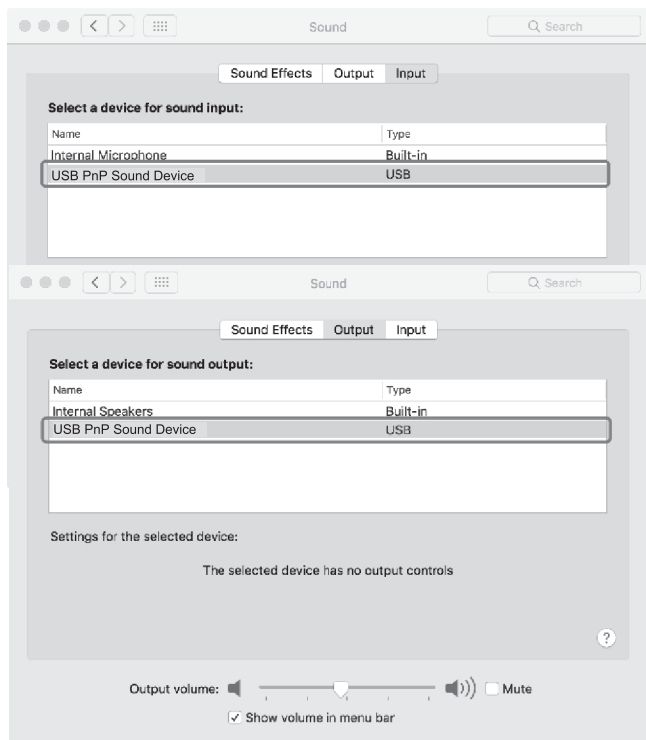 Sound
Search
Sound Effects Output Input
Select a device for sound input:
Name Type
Internal Microphone Built-in
USB PnP Sound Device USB
Sound
Search
Sound Effects Output Input
Select a device for sound output:
Name Type
Internal Speakers Built-in
USB PnP Sound Device USB
Settings for the selected device:
The selected device has no output controls
?
Output volume: Mute
Show volume in menu bar